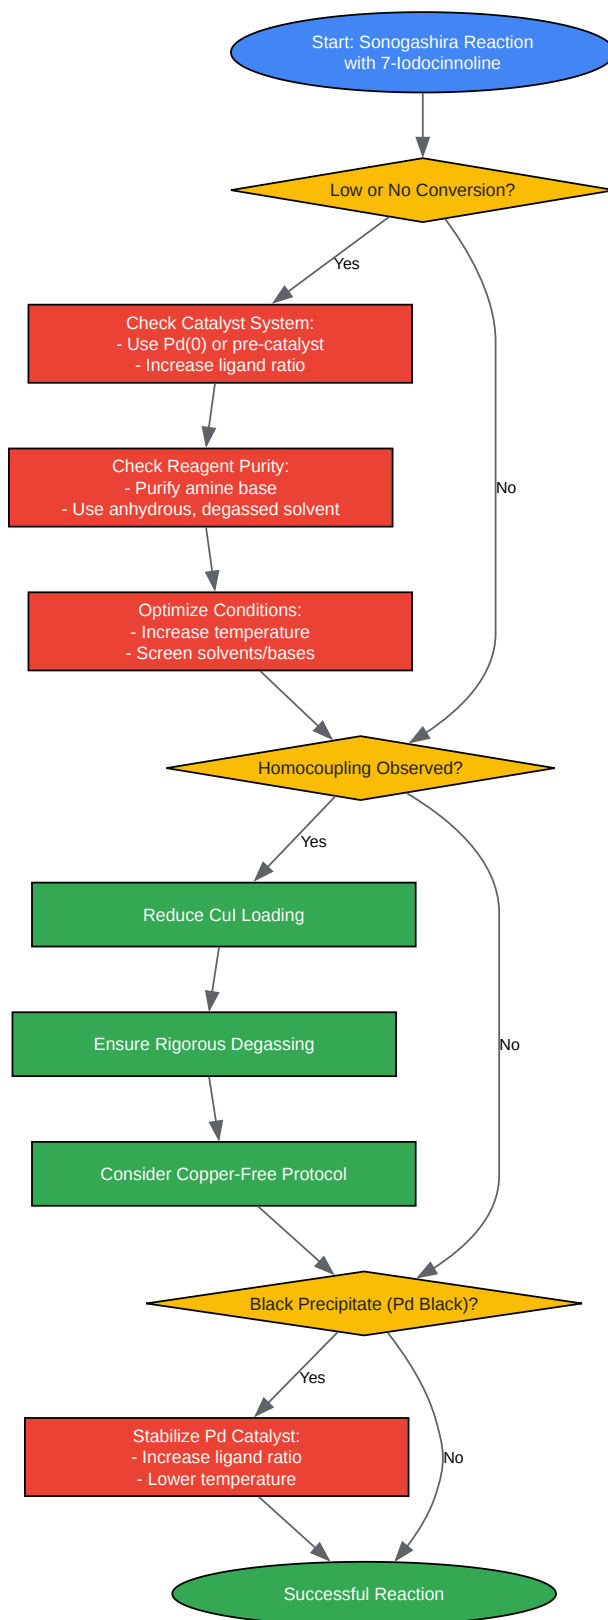 Start: Sonogashira Reaction
with 7-Iodocinnoline
Low or No Conversion?
Yes
Check Catalyst System:
- Use Pd(0) or pre-catalyst
- Increase ligand ratio
Check Reagent Purity:
- Purify amine base
- Use anhydrous, degassed solvent
No
Optimize Conditions:
- Increase temperature
- Screen solvents/bases
Homocoupling Observed?
Yes
Reduce CuI Loading
Ensure Rigorous Degassing
No
Consider Copper-Free Protocol
Black Precipitate (Pd Black)?
Yes
Stabilize Pd Catalyst:
- Increase ligand ratio
- Lower temperature
No
Successful Reaction